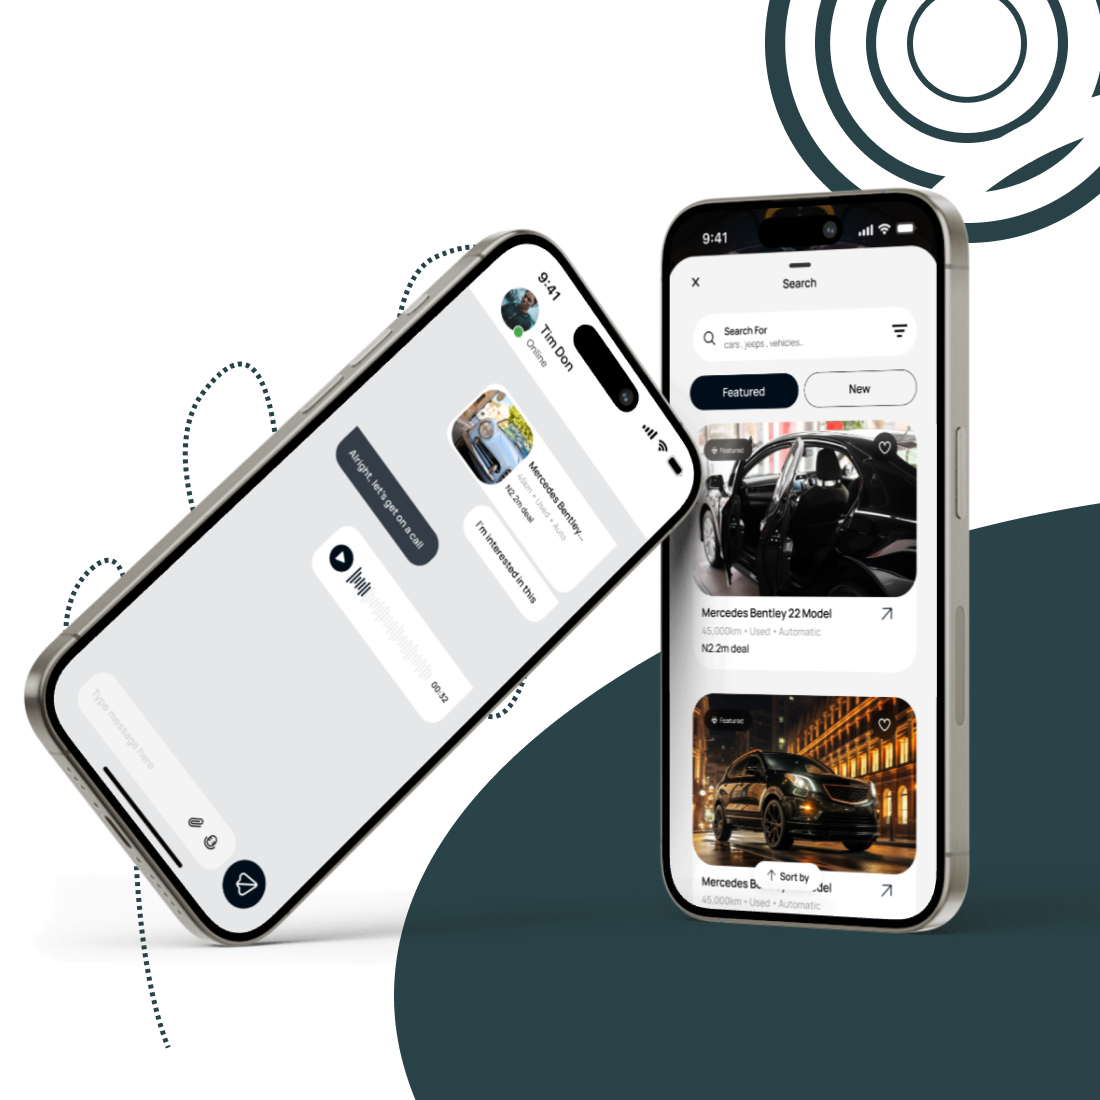 9:41
Tim Don
Online
Mercedes Bentley...
45km • Used • Auto
N2.2m deal
I'm interested in this
Alright, let's get on a call
00:32
Type message here
9:41
Search
Search For
cars, jeeps, vehicles..
Featured
New
Featured
Mercedes Bentley 22 Model
45,000km • Used • Automatic
N2.2m deal
Featured
Sort by
Mercedes
45,000km • Used • Automatic